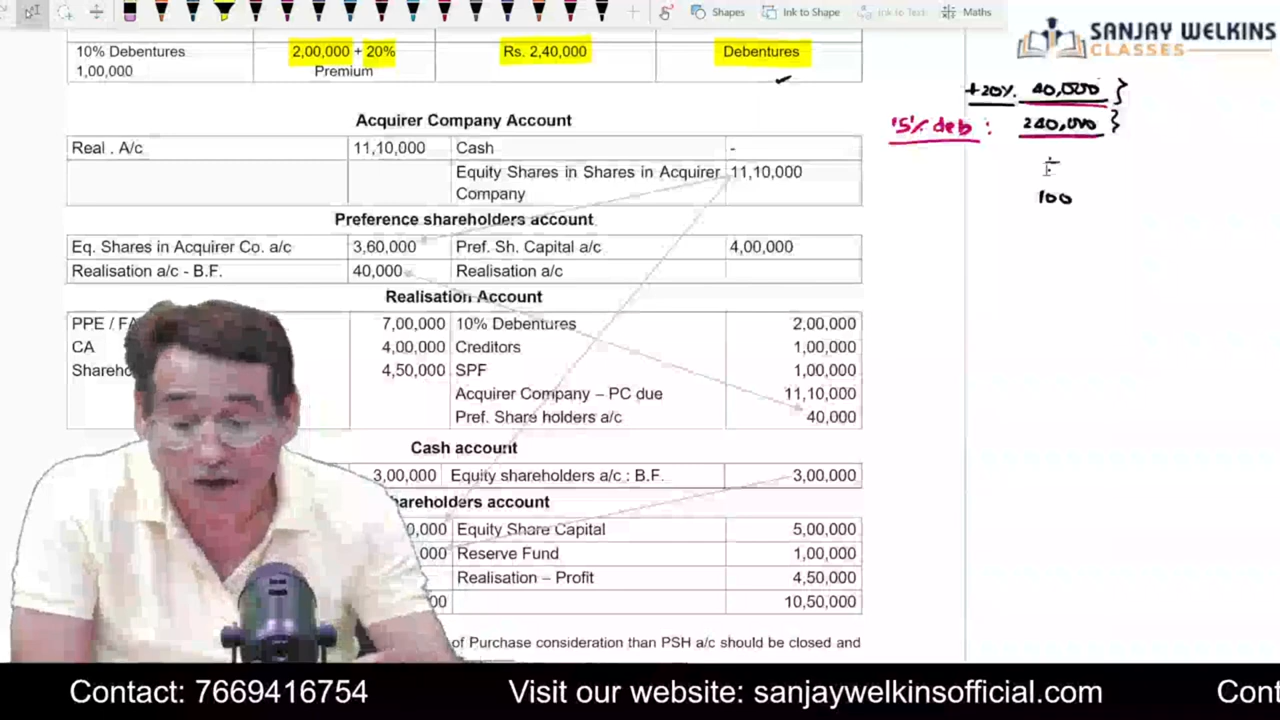 Shapes Ink to Shape Ink to Text Maths
SANJAY WELKINS
CLASSES
10% Debentures 2,00,000 + 20% Rs. 2,40,000 Debentures
1,00,000 Premium
+20%. 40,000
15% deb : 240,000
÷
100
Acquirer Company Account
Real . A/c 11,10,000 Cash -
Equity Shares in Shares in Acquirer 11,10,000
Company
Preference shareholders account
Eq. Shares in Acquirer Co. a/c 3,60,000 Pref. Sh. Capital a/c 4,00,000
Realisation a/c - B.F. 40,000 Realisation a/c
Realisation Account
PPE / FA 7,00,000 10% Debentures 2,00,000
CA 4,00,000 Creditors 1,00,000
Shareho 4,50,000 SPF 1,00,000
Acquirer Company – PC due 11,10,000
Pref. Share holders a/c 40,000
Cash account
3,00,000 Equity shareholders a/c : B.F. 3,00,000
hareholders account
0,000 Equity Share Capital 5,00,000
000 Reserve Fund 1,00,000
Realisation – Profit 4,50,000
00 10,50,000
of Purchase consideration than PSH a/c should be closed and
Contact: 7669416754 Visit our website: sanjaywelkinsofficial.com Cont